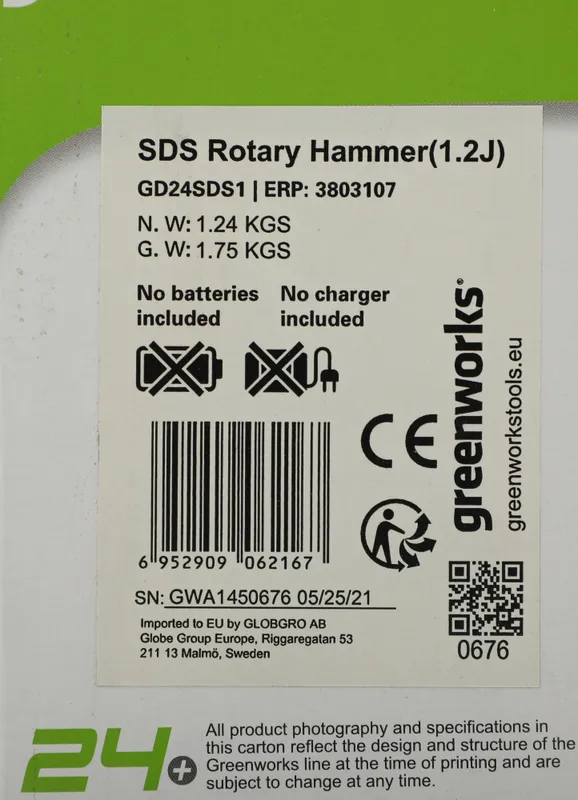 SDS Rotary Hammer(1.2J)
GD24SDS1 | ERP: 3803107
N. W: 1.24 KGS
G. W: 1.75 KGS
No batteries
included
No charger
included
greenworks®
greenworkstools.eu
CE
6 952909 062167
SN: GWA1450676 05/25/21
0676
Imported to EU by GLOBGRO AB
Globe Group Europe, Riggaregatan 53
211 13 Malmö, Sweden
24+
All product photography and specifications in
this carton reflect the design and structure of the
Greenworks line at the time of printing and are
subject to change at any time.